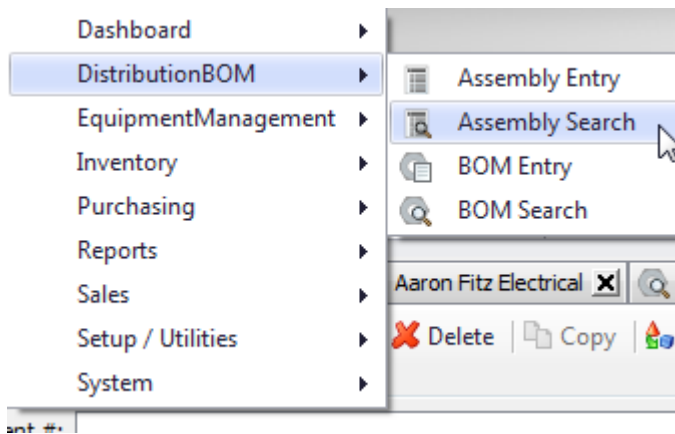 Dashboard
DistributionBOM
EquipmentManagement
Inventory
Purchasing
Reports
Sales
Setup / Utilities
System
Assembly Entry
Assembly Search
BOM Entry
BOM Search
Aaron Fitz Electrical
Delete
Copy